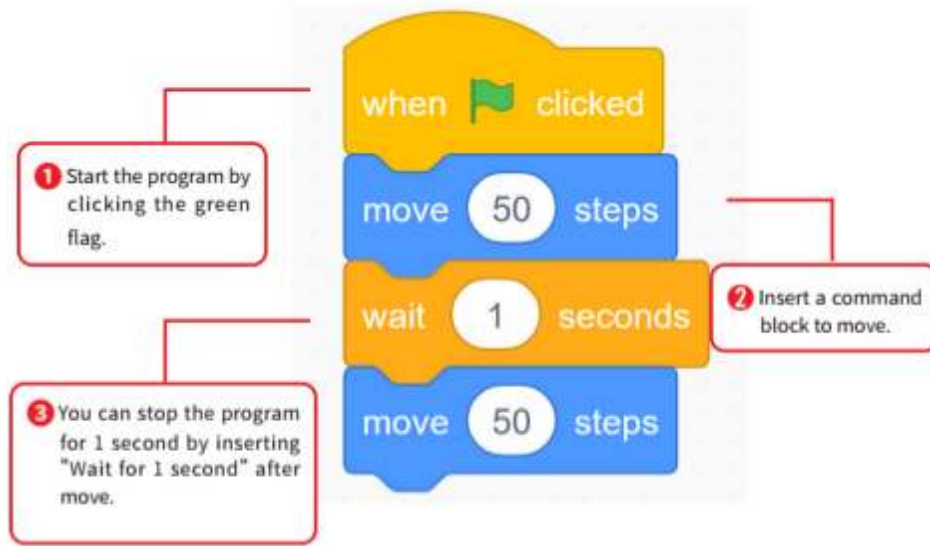 when clicked
1 Start the program by
clicking the green
flag.
move 50 steps
2 Insert a command
block to move.
wait 1 seconds
3 You can stop the program
for 1 second by inserting
"Wait for 1 second" after
move.
move 50 steps